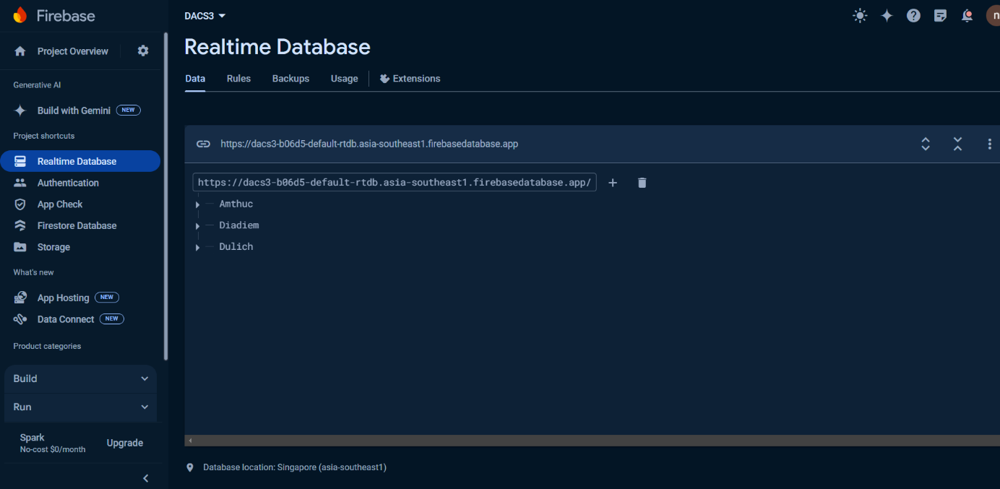 Firebase
Project Overview
Generative AI
Build with Gemini NEW
Project shortcuts
Realtime Database
Authentication
App Check
Firestore Database
Storage
What's new
App Hosting NEW
Data Connect NEW
Product categories
Build
Run
Spark
No-cost $0/month
Upgrade
DACS3
n
Realtime Database
Data Rules Backups Usage Extensions
https://dacs3-b06d5-default-rtdb.asia-southeast1.firebasedatabase.app
https://dacs3-b06d5-default-rtdb.asia-southeast1.firebasedatabase.app/
Amthuc
Diadiem
Dulich
Database location: Singapore (asia-southeast1)